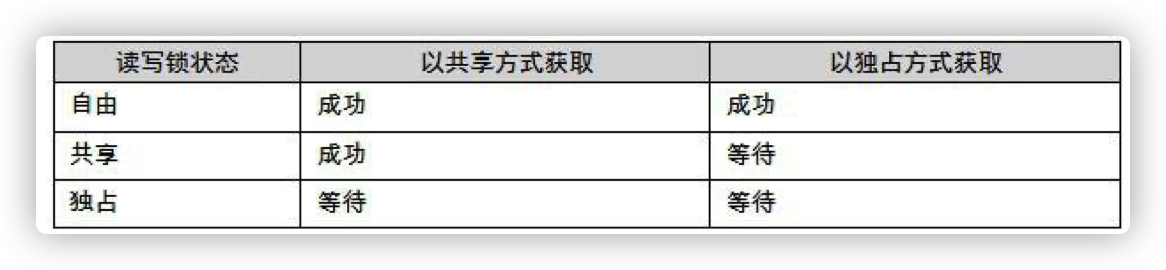 读写锁状态 以共享方式获取 以独占方式获取
自由 成功 成功
共享 成功 等待
独占 等待 等待